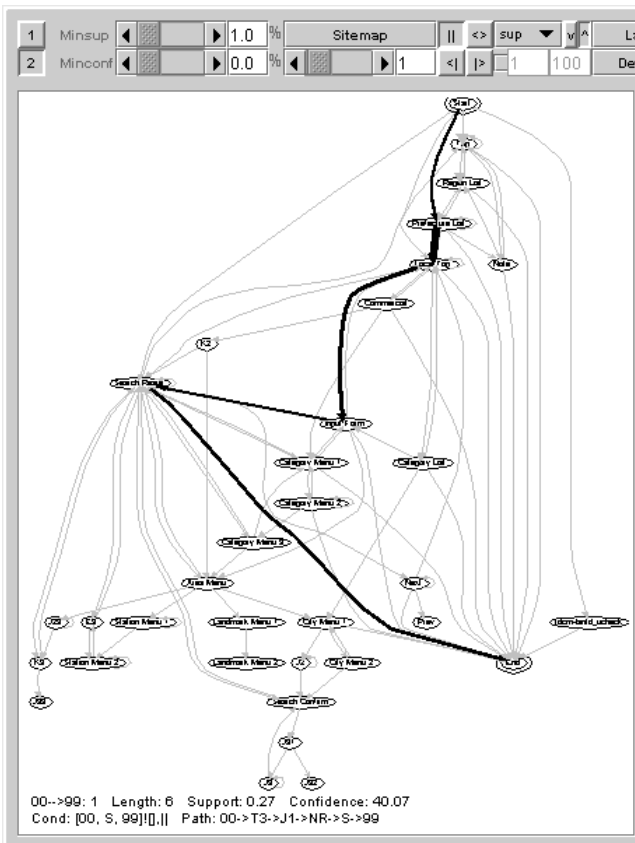 1 Minsup 1.0 % Sitemap || <> sup v ^
2 Minconf 0.0 % 1 <| |> 1 100 De
Start
Top
Region List
Prefecture List
Local Top
Note
Commercial
K2
Search Result
Input Form
Category Menu 1
Category List
Category Menu 2
Category Menu 3
Area Menu
Next
Station Menu 1
Landmark Menu 1
City Menu 1
Prev
Station Menu 2
Landmark Menu 2
City Menu 2
End
Search Confirm
00-->99: 1 Length: 6 Support: 0.27 Confidence: 40.07
Cond: [00, S, 99]![],|| Path: 00->T3->J1->NR->S->99